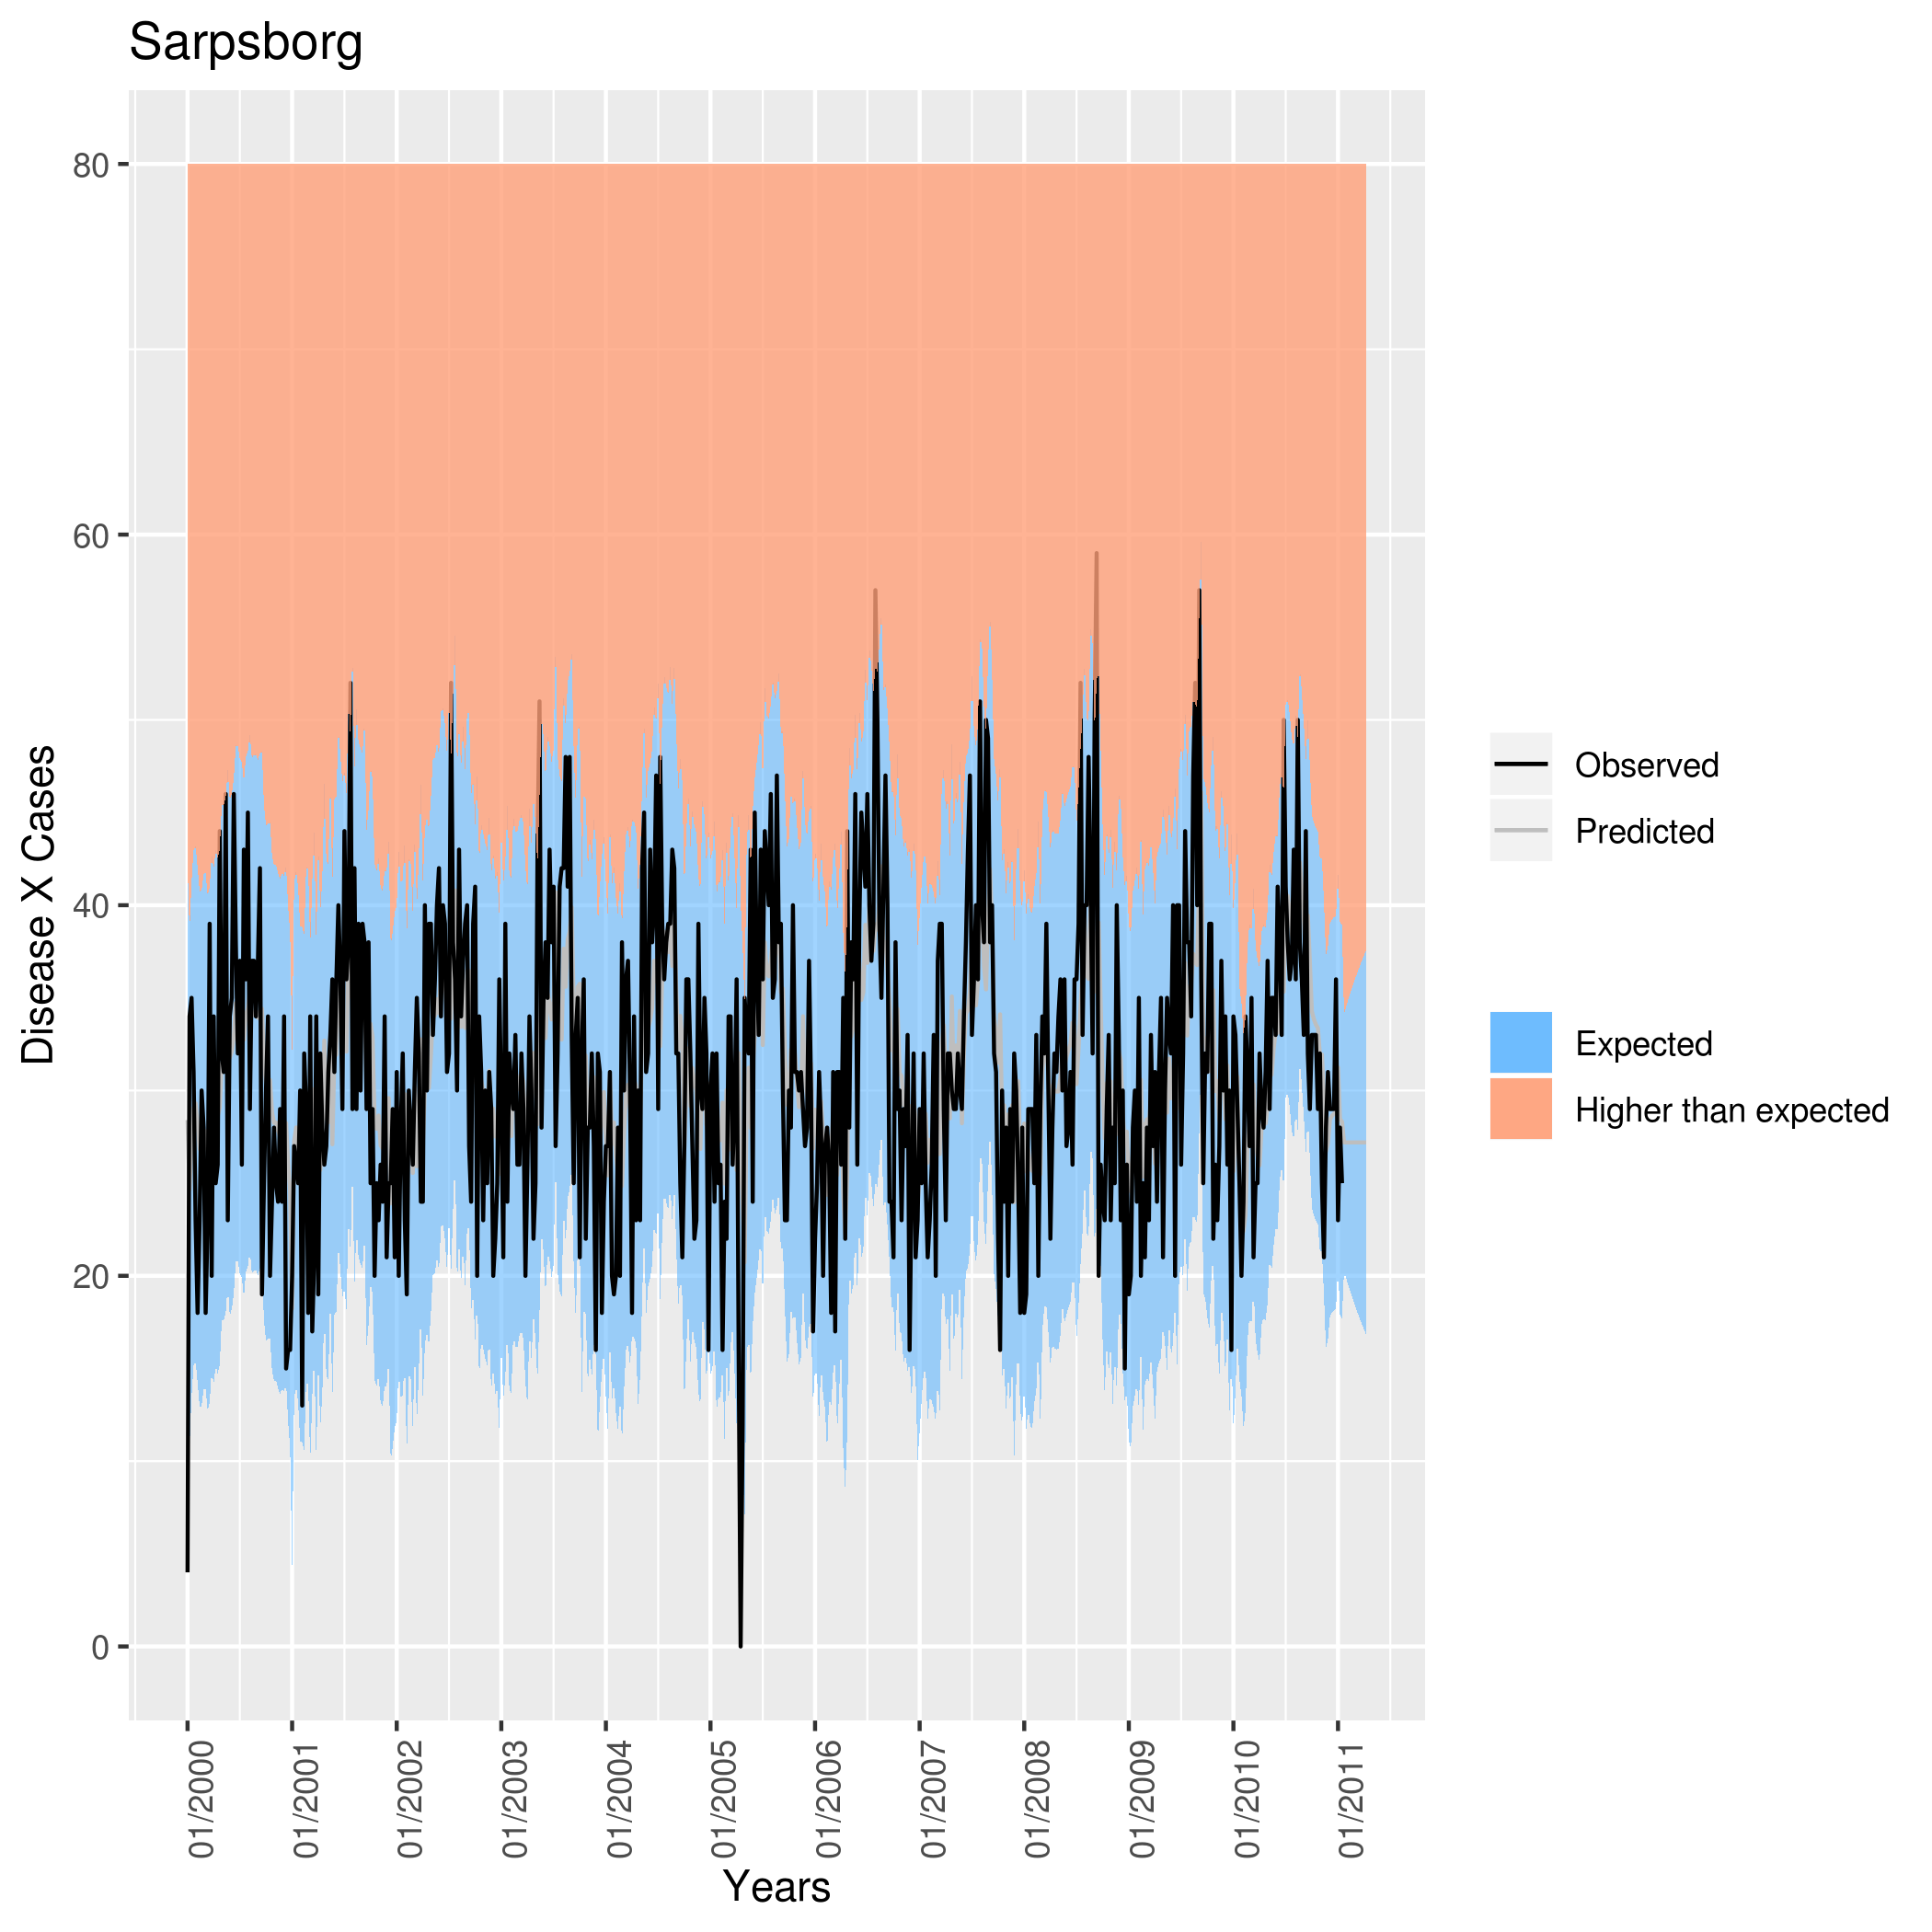 Sarpsborg
80
60
40
20
0
Disease X Cases
01/2000
01/2001
01/2002
01/2003
01/2004
01/2005
01/2006
01/2007
01/2008
01/2009
01/2010
01/2011
Years
Observed
Predicted
Expected
Higher than expected